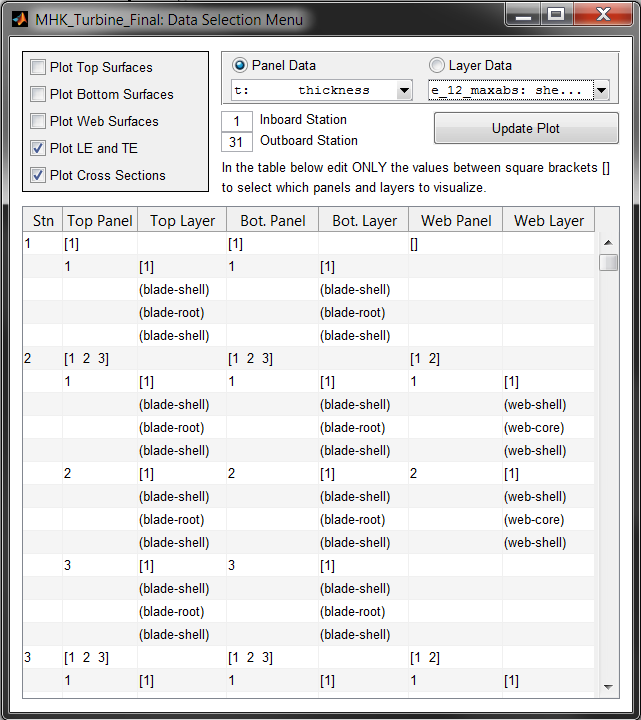 MHK_Turbine_Final: Data Selection Menu
Plot Top Surfaces
Plot Bottom Surfaces
Plot Web Surfaces
Plot LE and TE
Plot Cross Sections
Panel Data Layer Data
t: thickness e_12_maxabs: she...
1 Inboard Station
31 Outboard Station
Update Plot
In the table below edit ONLY the values between square brackets []
to select which panels and layers to visualize.
Stn Top Panel Top Layer Bot. Panel Bot. Layer Web Panel Web Layer
1 [1] [1] []
1 [1] 1 [1]
(blade-shell) (blade-shell)
(blade-root) (blade-root)
(blade-shell) (blade-shell)
2 [1 2 3] [1 2 3] [1 2]
1 [1] 1 [1] 1 [1]
(blade-shell) (blade-shell) (web-shell)
(blade-root) (blade-root) (web-core)
(blade-shell) (blade-shell) (web-shell)
2 [1] 2 [1] 2 [1]
(blade-shell) (blade-shell) (web-shell)
(blade-root) (blade-root) (web-core)
(blade-shell) (blade-shell) (web-shell)
3 [1] 3 [1]
(blade-shell) (blade-shell)
(blade-root) (blade-root)
(blade-shell) (blade-shell)
3 [1 2 3] [1 2 3] [1 2]
1 [1] 1 [1] 1 [1]